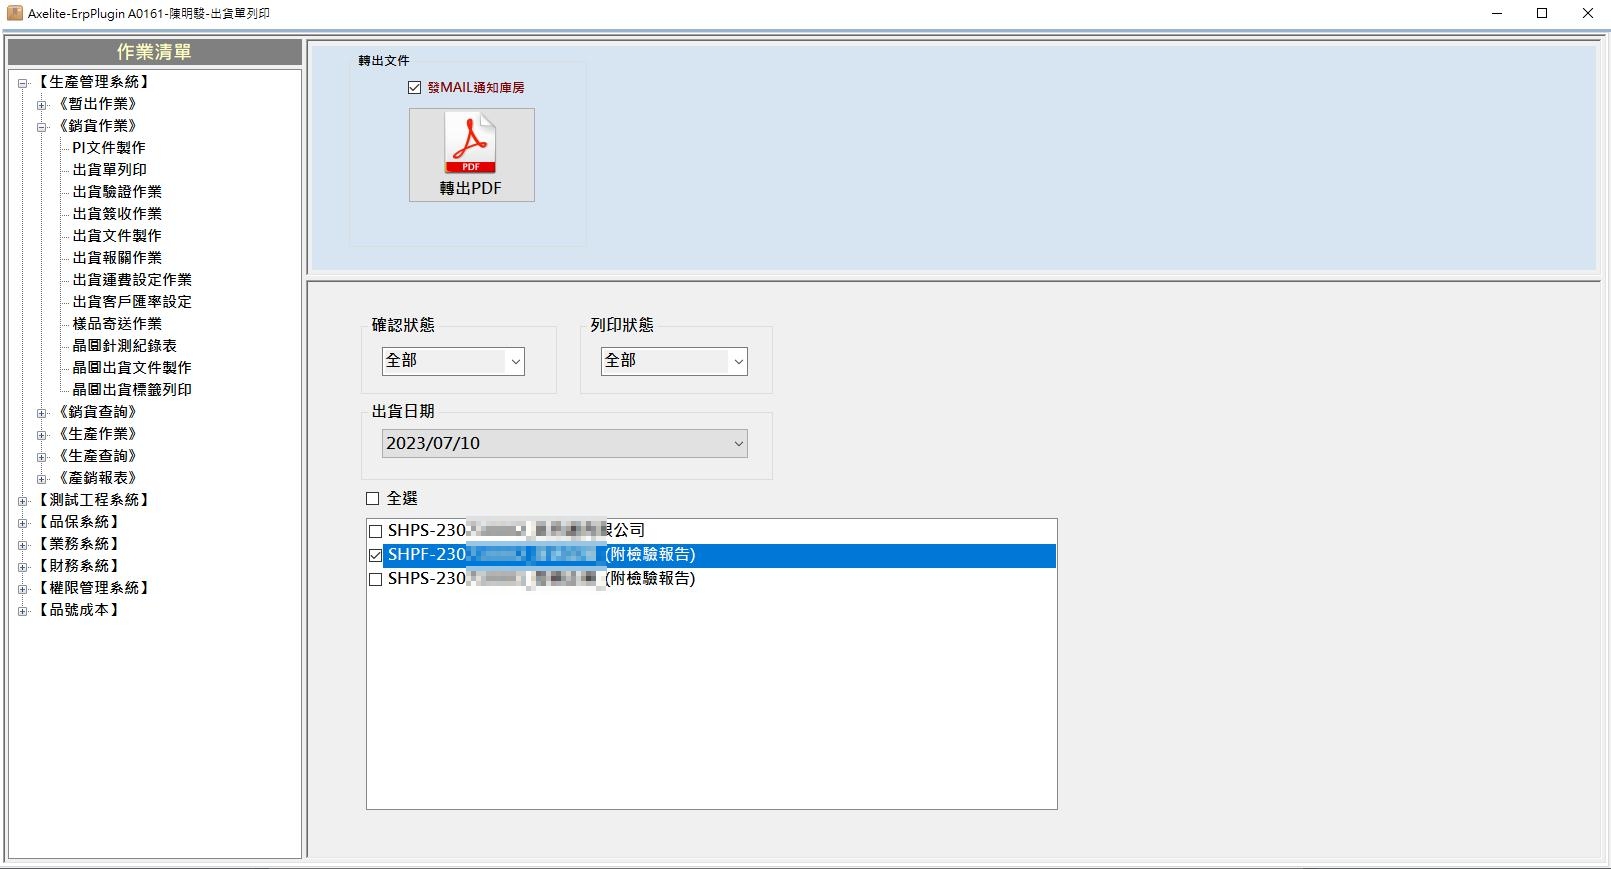 Axelite-ErpPlugin A0161-陳明駿-出貨單列印
作業清單
【生產管理系統】
《暫出作業》
《銷貨作業》
PI文件製作
出貨單列印
出貨驗證作業
出貨簽收作業
出貨文件製作
出貨報關作業
出貨運費設定作業
出貨客戶匯率設定
樣品寄送作業
晶圓針測紀錄表
晶圓出貨文件製作
晶圓出貨標籤列印
《銷貨查詢》
《生產作業》
《生產查詢》
《產銷報表》
【測試工程系統】
【品保系統】
【業務系統】
【財務系統】
【權限管理系統】
【品號成本】
轉出文件
發MAIL通知庫房
PDF
轉出PDF
確認狀態
全部
列印狀態
全部
出貨日期
2023/07/10
全選
SHPS-230 限公司
SHPF-230 (附檢驗報告)
SHPS-230 (附檢驗報告)